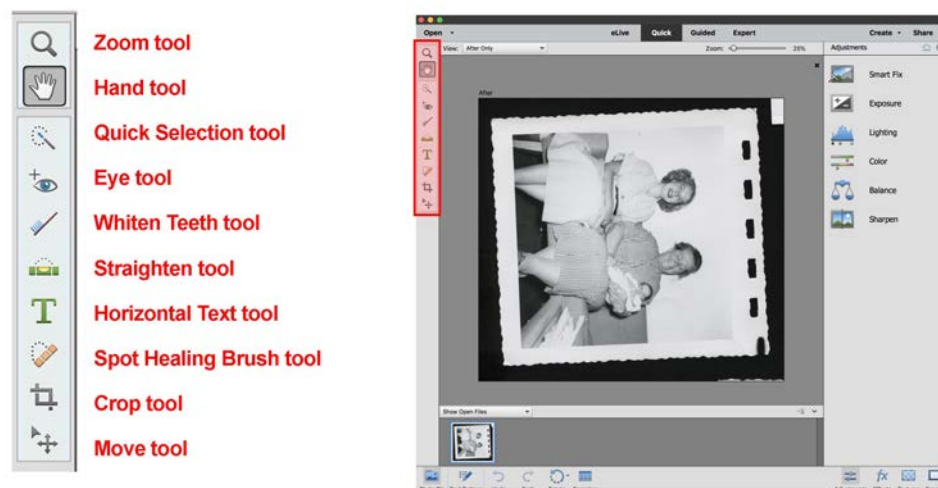 Zoom tool
Hand tool
Quick Selection tool
Eye tool
Whiten Teeth tool
Straighten tool
Horizontal Text tool
Spot Healing Brush tool
Crop tool
Move tool
Open
eLive Quick Guided Expert
Create Share
View: After Only
Zoom: 25%
Adjustments
After
Smart Fix
Exposure
Lighting
Color
Balance
Sharpen
Show Open Files